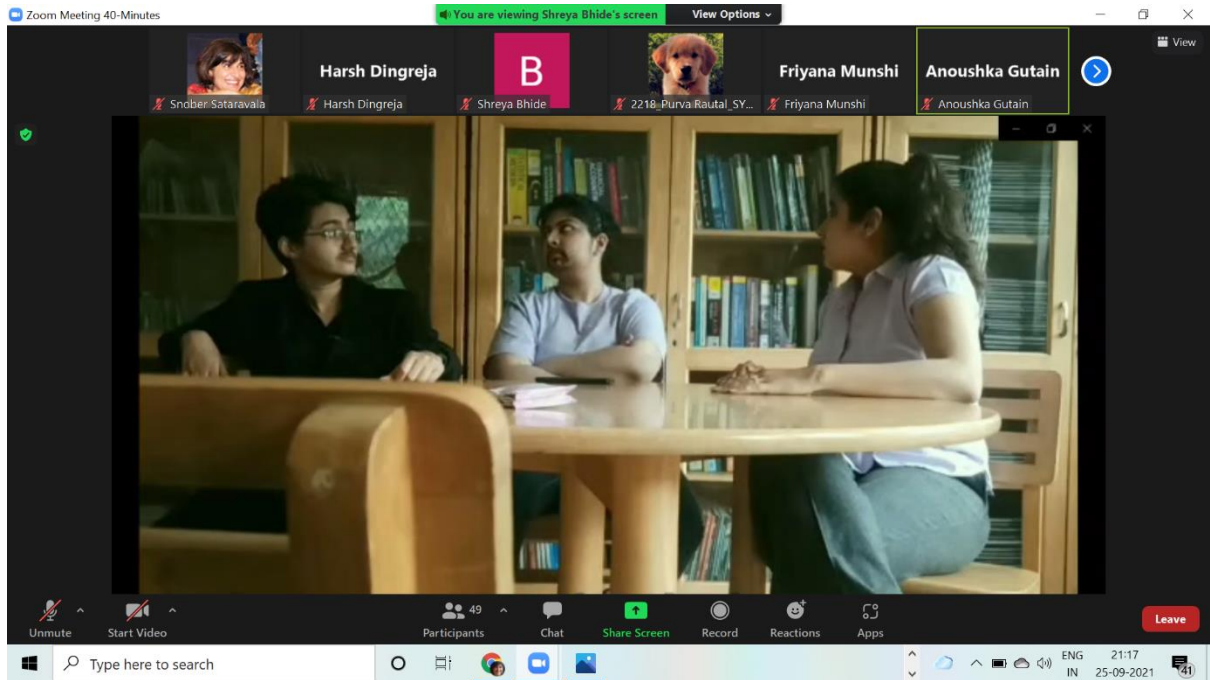 Zoom Meeting 40-Minutes
You are viewing Shreya Bhide's screen
View Options
View
Harsh Dingreja
B
Friyana Munshi
Anoushka Gutain
Snober Sataravala
Harsh Dingreja
Shreya Bhide
2218_Purva Rautal_SY...
Friyana Munshi
Anoushka Gutain
Unmute
Start Video
49
Participants
Chat
Share Screen
Record
Reactions
Apps
Leave
Type here to search
ENG
IN
21:17
25-09-2021
41